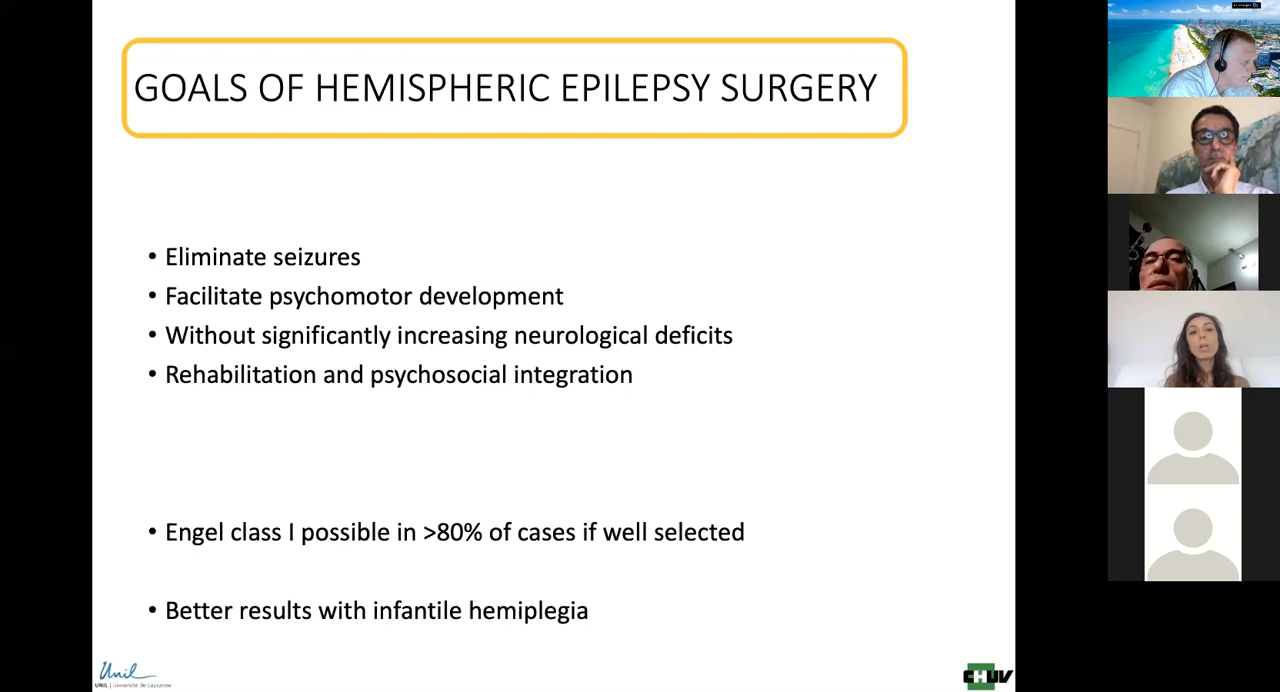 GOALS OF HEMISPHERIC EPILEPSY SURGERY
• Eliminate seizures
• Facilitate psychomotor development
• Without significantly increasing neurological deficits
• Rehabilitation and psychosocial integration
• Engel class I possible in >80% of cases if well selected
• Better results with infantile hemiplegia
Unil
UNIL | Université de Lausanne
CHUV